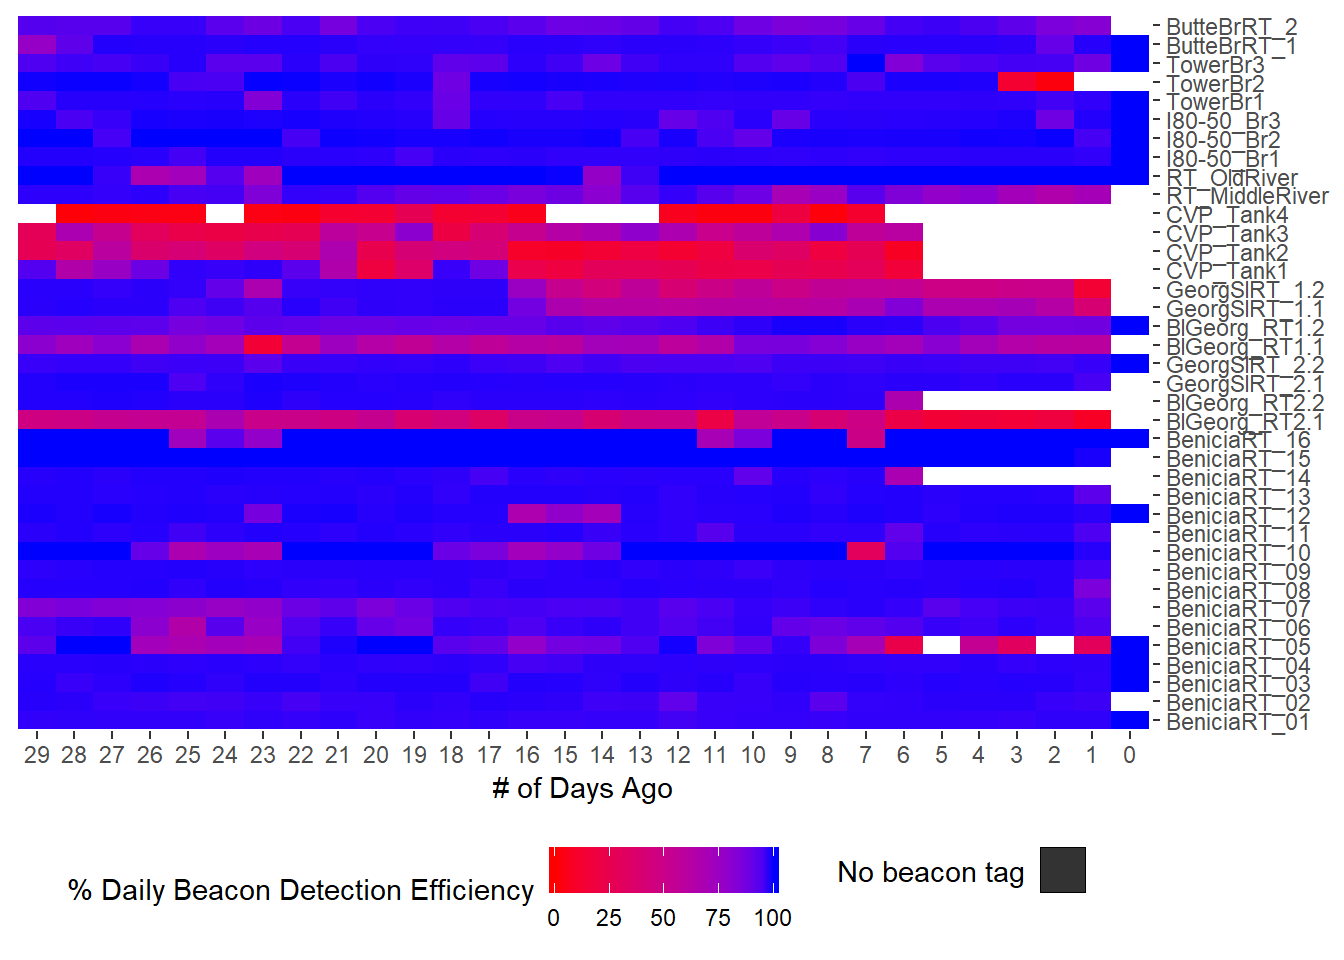 ButteBrRT_2
ButteBrRT_1
TowerBr3
TowerBr2
TowerBr1
I80-50_Br3
I80-50_Br2
I80-50_Br1
RT_OldRiver
RT_MiddleRiver
CVP_Tank4
CVP_Tank3
CVP_Tank2
CVP_Tank1
GeorgSlRT_1.2
GeorgSlRT_1.1
BlGeorg_RT1.2
BlGeorg_RT1.1
GeorgSlRT_2.2
GeorgSlRT_2.1
BlGeorg_RT2.2
BlGeorg_RT2.1
BeniciaRT_16
BeniciaRT_15
BeniciaRT_14
BeniciaRT_13
BeniciaRT_12
BeniciaRT_11
BeniciaRT_10
BeniciaRT_09
BeniciaRT_08
BeniciaRT_07
BeniciaRT_06
BeniciaRT_05
BeniciaRT_04
BeniciaRT_03
BeniciaRT_02
BeniciaRT_01
29 28 27 26 25 24 23 22 21 20 19 18 17 16 15 14 13 12 11 10 9 8 7 6 5 4 3 2 1 0
# of Days Ago
% Daily Beacon Detection Efficiency
0 25 50 75 100
No beacon tag